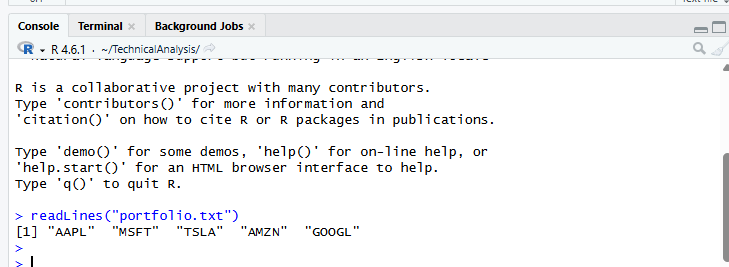 Console Terminal × Background Jobs ×
R 4.6.1 · ~/TechnicalAnalysis/
R is a collaborative project with many contributors.
Type 'contributors()' for more information and
'citation()' on how to cite R or R packages in publications.
Type 'demo()' for some demos, 'help()' for on-line help, or
'help.start()' for an HTML browser interface to help.
Type 'q()' to quit R.
> readLines("portfolio.txt")
[1] "AAPL"  "MSFT"  "TSLA"  "AMZN"  "GOOGL"
>
>